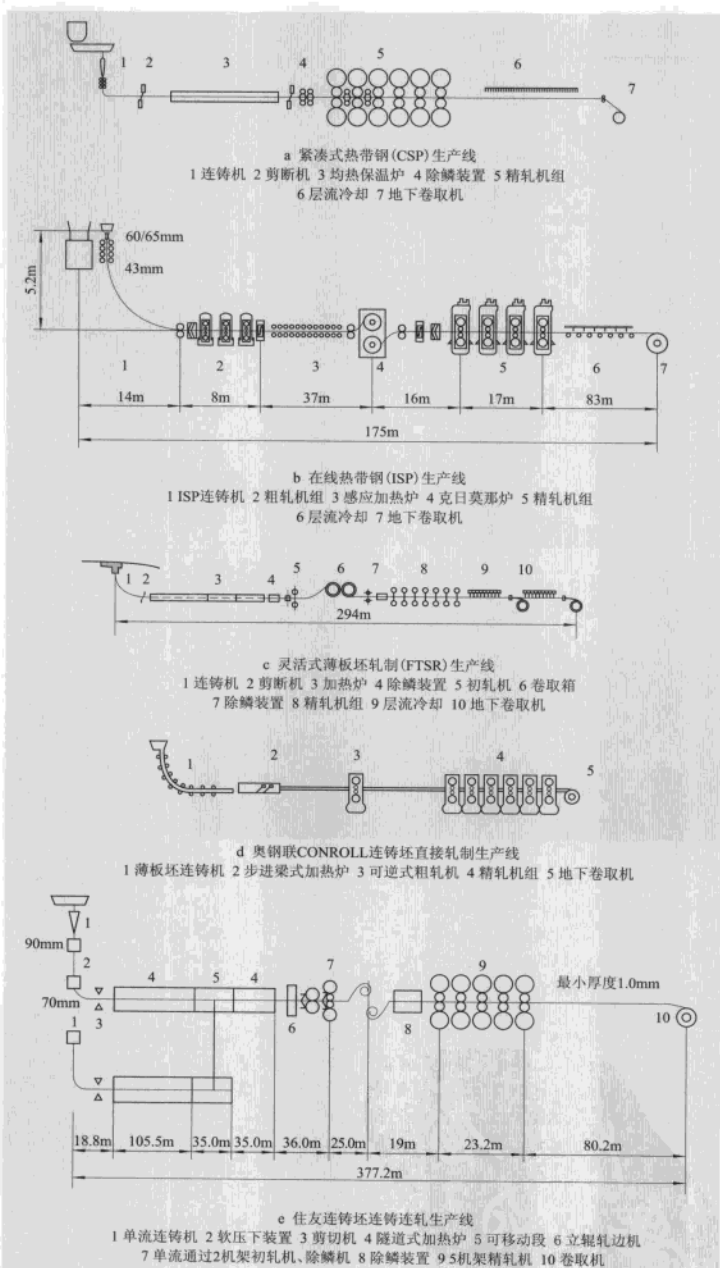 1 2 3 4 5 6 7
a 紧凑式热带钢(CSP)生产线
1 连铸机 2 剪断机 3 均热保温炉 4 除鳞装置 5 精轧机组
6 层流冷却 7 地下卷取机
60/65mm
43mm
5.2m
1 2 3 4 5 6 7
14m 8m 37m 16m 17m 83m
175m
b 在线热带钢(ISP)生产线
1 ISP连铸机 2 粗轧机组 3 感应加热炉 4 克日莫那炉 5 精轧机组
6 层流冷却 7 地下卷取机
1 2 3 4 5 6 7 8 9 10
294m
c 灵活式薄板坯轧制(FTSR)生产线
1 连铸机 2 剪断机 3 加热炉 4 除鳞装置 5 初轧机 6 卷取箱
7 除鳞装置 8 精轧机组 9 层流冷却 10 地下卷取机
1 2 3 4 5
d 奥钢联CONROLL连铸坯直接轧制生产线
1 薄板坯连铸机 2 步进梁式加热炉 3 可逆式粗轧机 4 精轧机组 5 地下卷取机
1
90mm
2
70mm
3
1
4 5 4
6
7
8
9
最小厚度1.0mm
10
18.8m 105.5m 35.0m 35.0m 36.0m 25.0m 19m 23.2m 80.2m
377.2m
e 住友连铸坯连铸连轧生产线
1 单流连铸机 2 软压下装置 3 剪切机 4 隧道式加热炉 5 可移动段 6 立辊轧边机
7 单流通过2机架初轧机、除鳞机 8 除鳞装置 9 5机架精轧机 10 卷取机